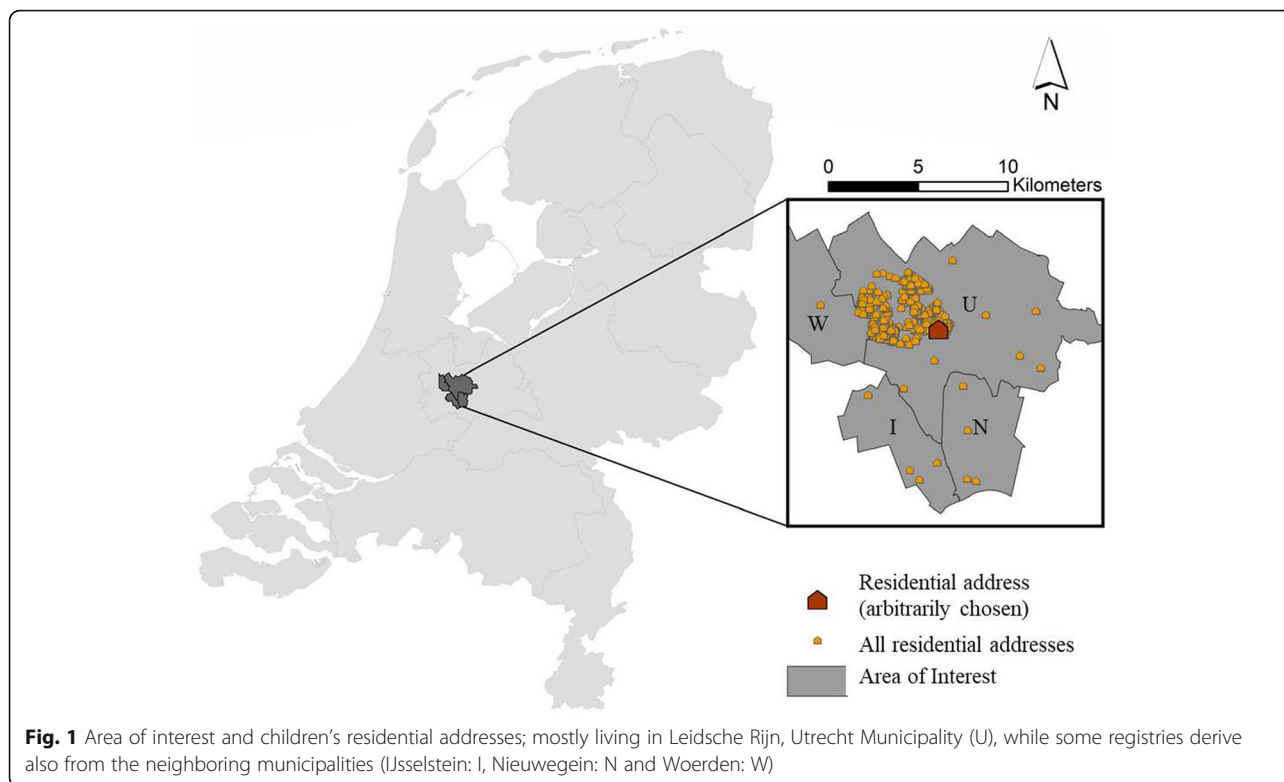 N
0 5 10
Kilometers
U
W
I
N
Residential address
(arbitrarily chosen)
All residential addresses
Area of Interest
Fig. 1 Area of interest and children's residential addresses; mostly living in Leidsche Rijn, Utrecht Municipality (U), while some registries derive
also from the neighboring municipalities (IJsselstein: I, Nieuwegein: N and Woerden: W)